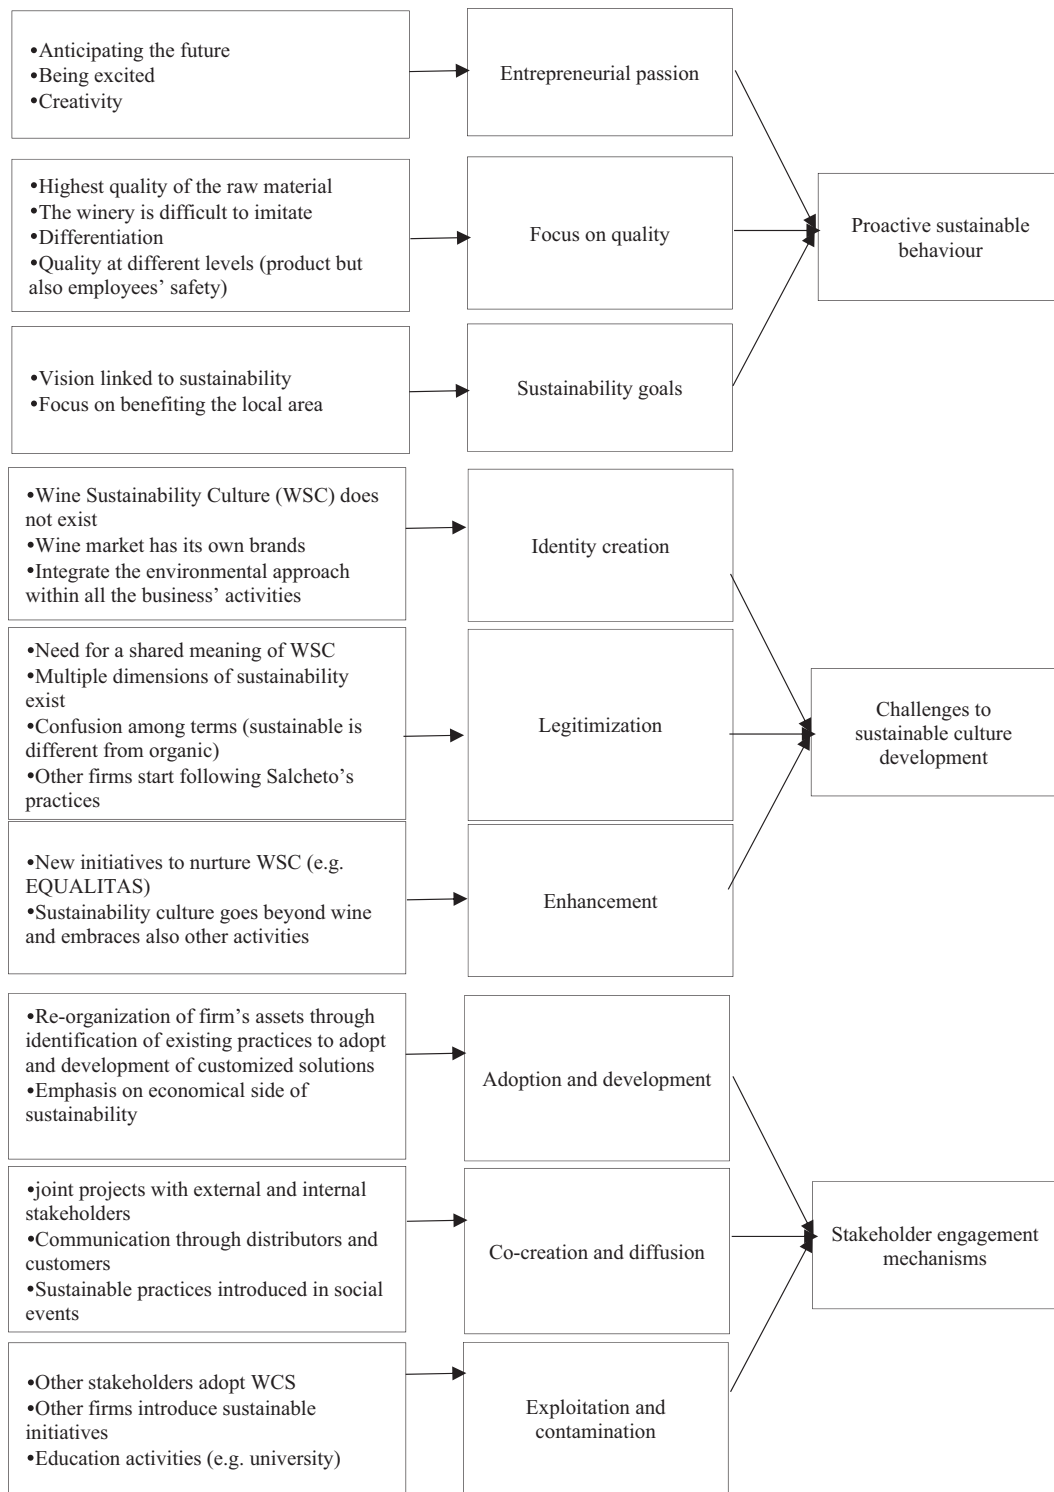 •Anticipating the future
•Being excited
•Creativity
Entrepreneurial passion
•Highest quality of the raw material
•The winery is difficult to imitate
•Differentiation
•Quality at different levels (product but
also employees’ safety)
Focus on quality
Proactive sustainable
behaviour
•Vision linked to sustainability
•Focus on benefiting the local area
Sustainability goals
•Wine Sustainability Culture (WSC) does
not exist
•Wine market has its own brands
•Integrate the environmental approach
within all the business’ activities
Identity creation
•Need for a shared meaning of WSC
•Multiple dimensions of sustainability
exist
•Confusion among terms (sustainable is
different from organic)
•Other firms start following Salcheto’s
practices
Legitimization
Challenges to
sustainable culture
development
•New initiatives to nurture WSC (e.g.
EQUALITAS)
•Sustainability culture goes beyond wine
and embraces also other activities
Enhancement
•Re-organization of firm’s assets through
identification of existing practices to adopt
and development of customized solutions
•Emphasis on economical side of
sustainability
Adoption and development
•joint projects with external and internal
stakeholders
•Communication through distributors and
customers
•Sustainable practices introduced in social
events
Co-creation and diffusion
Stakeholder engagement
mechanisms
•Other stakeholders adopt WCS
•Other firms introduce sustainable
initiatives
•Education activities (e.g. university)
Exploitation and
contamination